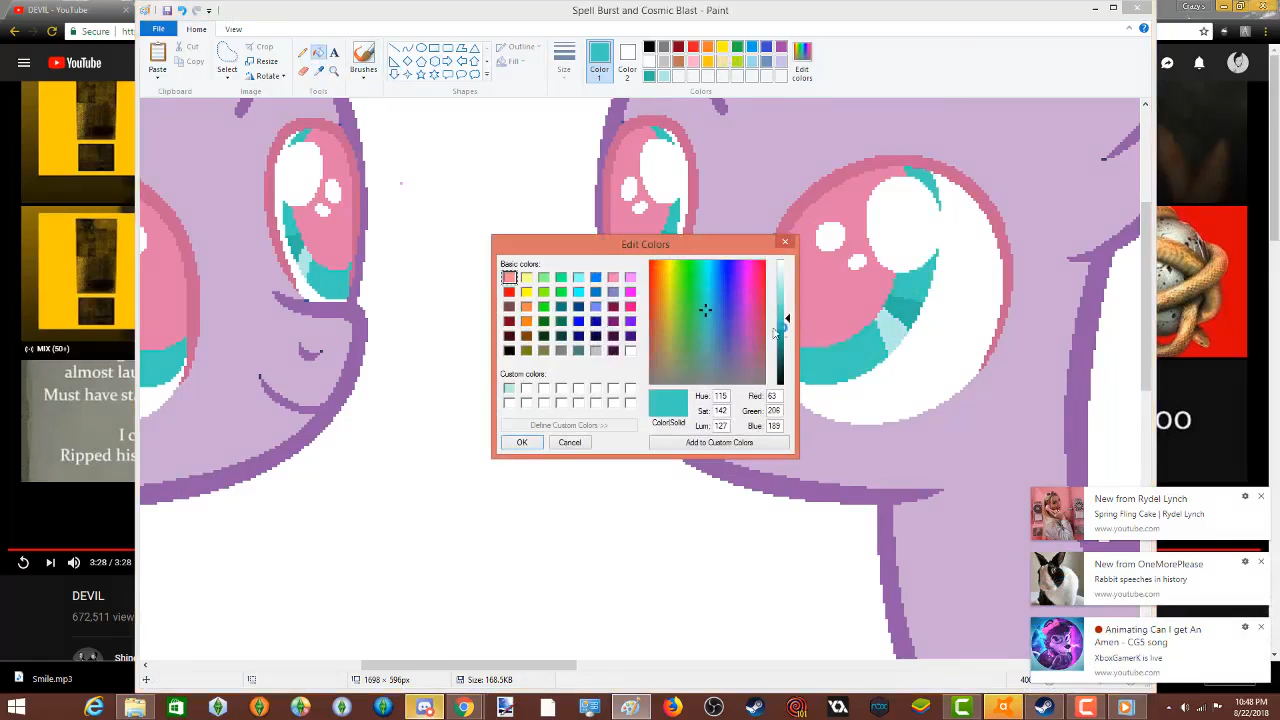 DEVIL - YouTube
Spell Burst and Cosmic Blast - Paint
Gizzy's
Secure
File
Home
View
Paste
Cut
Copy
Clipboard
Select
Crop
Resize
Rotate
Image
A
Tools
Brushes
Shapes
Outline
Fill
Size
Color 1
Color 2
Edit colors
Colors
YouTube
MIX (50+)
almost lau
Must have sta
I c
Ripped his
3:28 / 3:28
DEVIL
672,511 view
Shin
Edit Colors
Basic colors:
Custom colors:
Define Custom Colors >>
OK
Cancel
Color|Solid
Hue: 115
Sat: 142
Lum: 127
Red: 63
Green: 206
Blue: 189
Add to Custom Colors
OO
New from Rydel Lynch
Spring Fling Cake | Rydel Lynch
www.youtube.com
New from OneMorePlease
Rabbit speeches in history
www.youtube.com
Animating Can I get An Amen - CG5 song
XboxGamerK is live
www.youtube.com
Size: 168.5KB
Smile.mp3
10:48 PM
8/22/2018